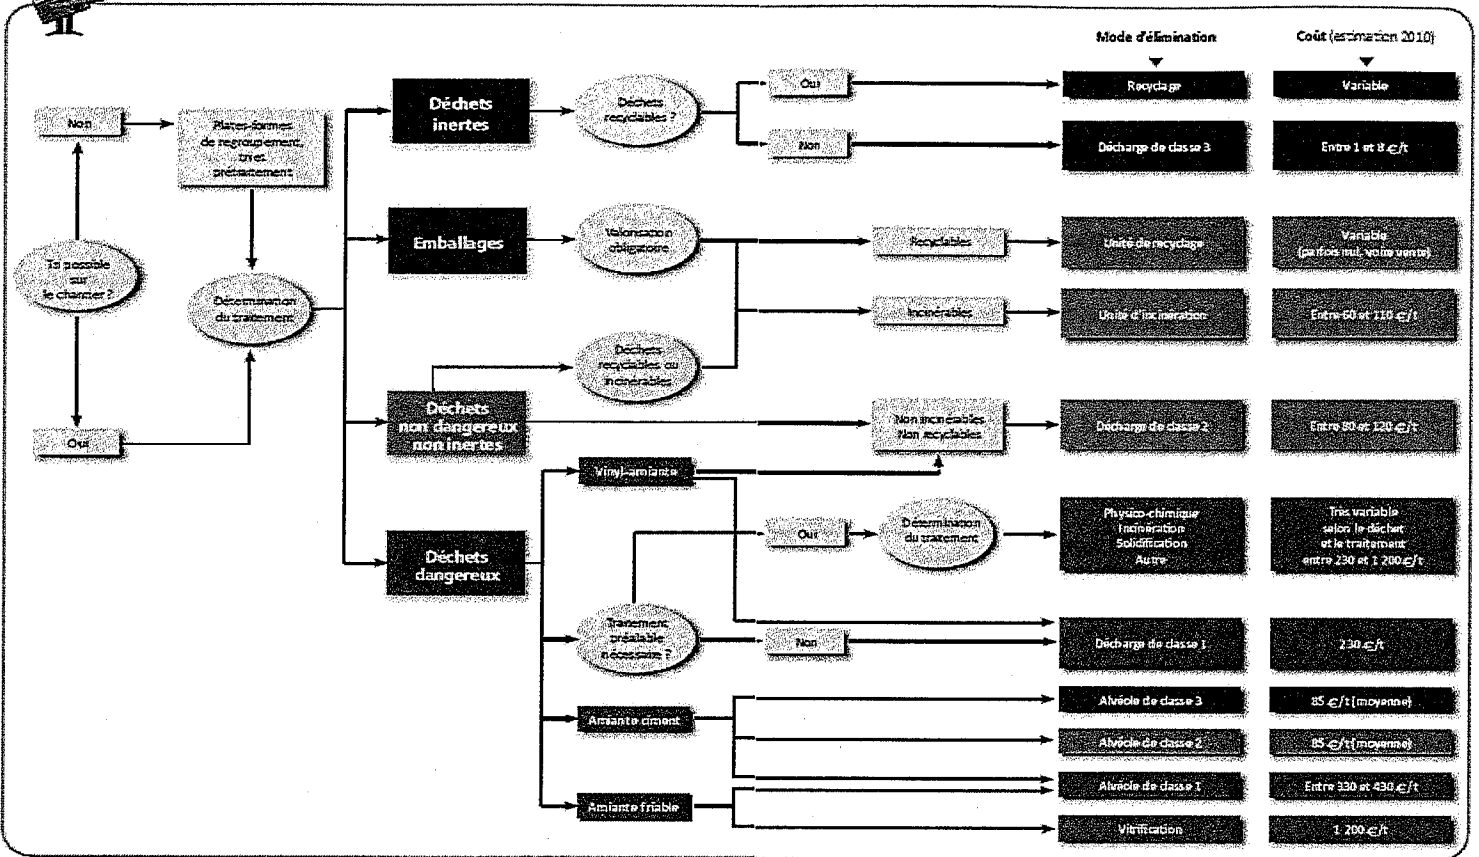 Mode d'élimination
Coût (estimation 2010)
Non
Plates-formes
de regroupement,
tri et
prétraitement
Tri possible
sur
le chantier ?
Détermination
du traitement
Oui
Déchets
inertes
Déchets
recyclables ?
Oui
Recyclage
Variable
Non
Décharge de classe 3
Entre 1 et 8 €/t
Emballages
Valorisation
obligatoire
Recyclables
Unité de recyclage
Variable
(parfois nul, voire vente)
Incinérables
Unité d'incinération
Entre 60 et 110 €/t
Déchets
recyclables ou
incinérables
Déchets
non dangereux
non inertes
Non incinérables
Non recyclables
Décharge de classe 2
Entre 80 et 120 €/t
Déchets
dangereux
Vinyl-amiante
Oui
Détermination
du traitement
Physico-chimique
Incinération
Solidification
Autre
Très variable
selon le déchet
et le traitement
entre 230 et 1 200 €/t
Traitement
préalable
nécessaire ?
Non
Décharge de classe 1
230 €/t
Amiante ciment
Alvéole de classe 3
85 €/t (moyenne)
Alvéole de classe 2
85 €/t (moyenne)
Alvéole de classe 1
Entre 330 et 430 €/t
Amiante friable
Vitrification
1 200 €/t